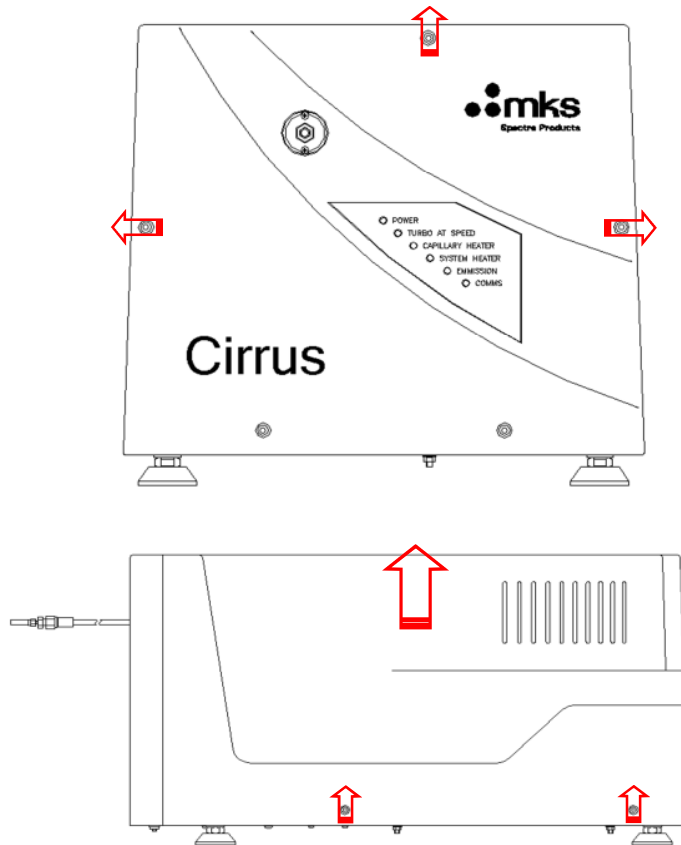 mks
Spectra Products
POWER
TURBO AT SPEED
CAPILLARY HEATER
SYSTEM HEATER
EMMISSION
COMMS
Cirrus